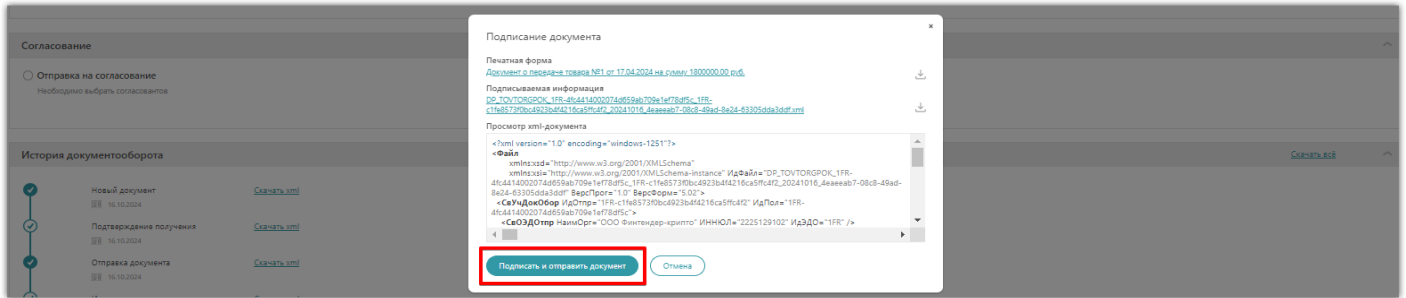 Согласование
Отправка на согласование
Необходимо выбрать согласовантов
История документооборота
Скачать всё
Новый документ
Скачать xml
16.10.2024
Подтверждение получения
Скачать xml
16.10.2024
Отправка документа
Скачать xml
16.10.2024
×
Подписание документа
Печатная форма
Документ о передаче товара №1 от 17.04.2024 на сумму 1800000.00 руб.
Подписываемая информация
DP_TOVTORGPOK_1FR-4fc4414002074d659ab709e1ef78df5c_1FR-
c1fe8573f0bc4923b4f4216ca5ffc4f2_20241016_4eaeeab7-08c8-49ad-8e24-63305dda3ddf.xml
Просмотр xml-документа
<?xml version="1.0" encoding="windows-1251"?>
<Файл
xmlns:xsd="http://www.w3.org/2001/XMLSchema"
xmlns:xsi="http://www.w3.org/2001/XMLSchema-instance" ИдФайл="DP_TOVTORGPOK_1FR-
4fc4414002074d659ab709e1ef78df5c_1FR-c1fe8573f0bc4923b4f4216ca5ffc4f2_20241016_4eaeeab7-08c8-49ad-
8e24-63305dda3ddf" ВерсПрог="1.0" ВерсФорм="5.02">
<СвУчДокОбор ИдОтпр="1FR-c1fe8573f0bc4923b4f4216ca5ffc4f2" ИдПол="1FR-
4fc4414002074d659ab709e1ef78df5c">
<СвОЭДОтпр НаимОрг="ООО Финтендер-крипто" ИННЮЛ="2225129102" ИдЭДО="1FR" />
Подписать и отправить документ
Отмена